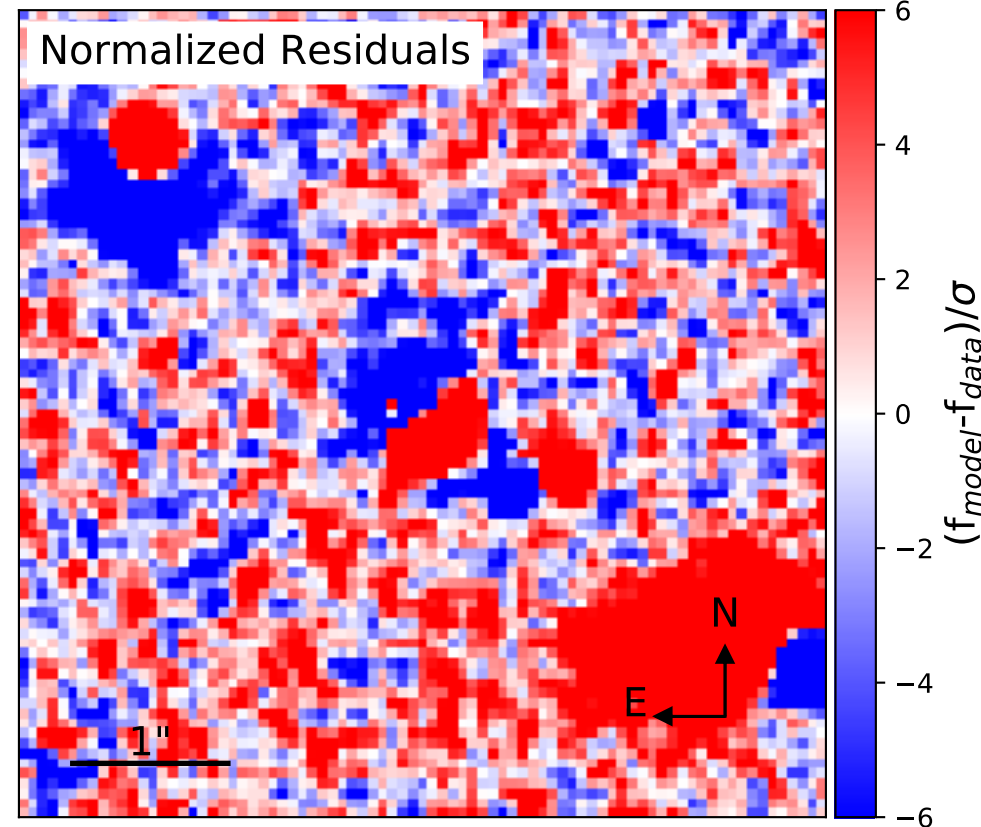 Normalized Residuals
6
4
2
0
−2
−4
−6
(f_model-f_data)/σ
N
E
1"